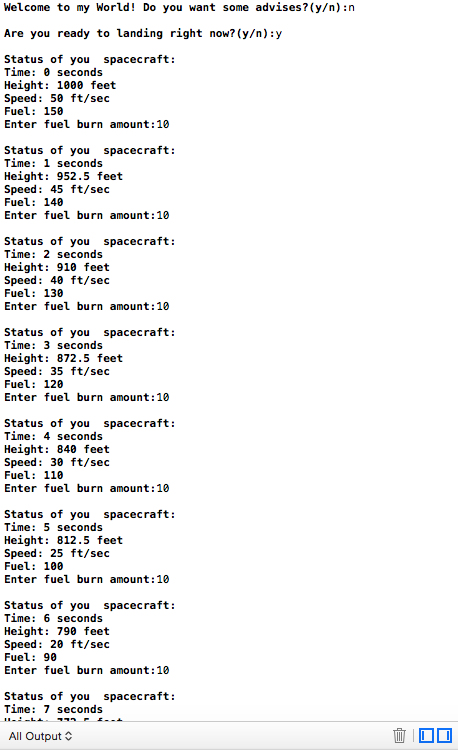 Welcome to my World! Do you want some advises?(y/n):n
Are you ready to landing right now?(y/n):y
Status of you  spacecraft:
Time: 0 seconds
Height: 1000 feet
Speed: 50 ft/sec
Fuel: 150
Enter fuel burn amount:10
Status of you  spacecraft:
Time: 1 seconds
Height: 952.5 feet
Speed: 45 ft/sec
Fuel: 140
Enter fuel burn amount:10
Status of you  spacecraft:
Time: 2 seconds
Height: 910 feet
Speed: 40 ft/sec
Fuel: 130
Enter fuel burn amount:10
Status of you  spacecraft:
Time: 3 seconds
Height: 872.5 feet
Speed: 35 ft/sec
Fuel: 120
Enter fuel burn amount:10
Status of you  spacecraft:
Time: 4 seconds
Height: 840 feet
Speed: 30 ft/sec
Fuel: 110
Enter fuel burn amount:10
Status of you  spacecraft:
Time: 5 seconds
Height: 812.5 feet
Speed: 25 ft/sec
Fuel: 100
Enter fuel burn amount:10
Status of you  spacecraft:
Time: 6 seconds
Height: 790 feet
Speed: 20 ft/sec
Fuel: 90
Enter fuel burn amount:10
Status of you  spacecraft:
Time: 7 seconds
All Output